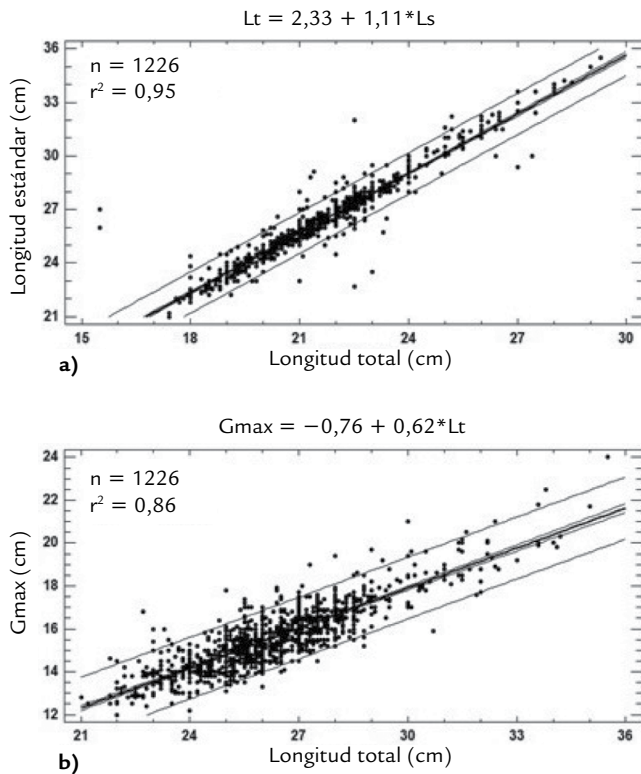 Lt = 2,33 + 1,11*Ls
n = 1226
r² = 0,95
Longitud estándar (cm)
36
33
30
27
24
21
15
18
21
24
27
30
Longitud total (cm)
a)
Gmax = −0,76 + 0,62*Lt
n = 1226
r² = 0,86
Gmax (cm)
24
22
20
18
16
14
12
21
24
27
30
33
36
Longitud total (cm)
b)